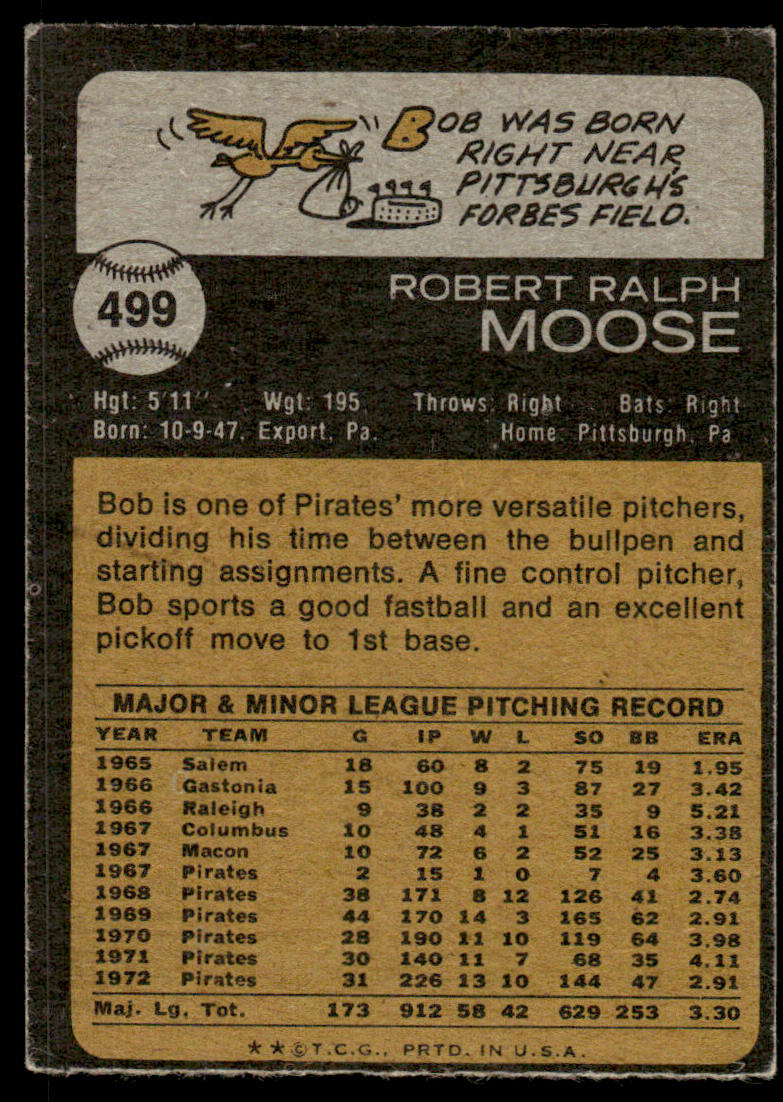 BOB WAS BORN
RIGHT NEAR
PITTSBURGH'S
FORBES FIELD.
499
ROBERT RALPH
MOOSE
Hgt: 5'11" Wgt: 195 Throws: Right Bats: Right
Born: 10-9-47, Export, Pa. Home: Pittsburgh, Pa
Bob is one of Pirates' more versatile pitchers,
dividing his time between the bullpen and
starting assignments. A fine control pitcher,
Bob sports a good fastball and an excellent
pickoff move to 1st base.
MAJOR & MINOR LEAGUE PITCHING RECORD
YEAR TEAM G IP W L SO BB ERA
1965 Salem 18 60 8 2 75 19 1.95
1966 Gastonia 15 100 9 3 87 27 3.42
1966 Raleigh 9 38 2 2 35 9 5.21
1967 Columbus 10 48 4 1 51 16 3.38
1967 Macon 10 72 6 2 52 25 3.13
1967 Pirates 2 15 1 0 7 4 3.60
1968 Pirates 38 171 8 12 126 41 2.74
1969 Pirates 44 170 14 3 165 62 2.91
1970 Pirates 28 190 11 10 119 64 3.98
1971 Pirates 30 140 11 7 68 35 4.11
1972 Pirates 31 226 13 10 144 47 2.91
Maj. Lg. Tot. 173 912 58 42 629 253 3.30
★★©T.C.G., PRTD. IN U.S.A.